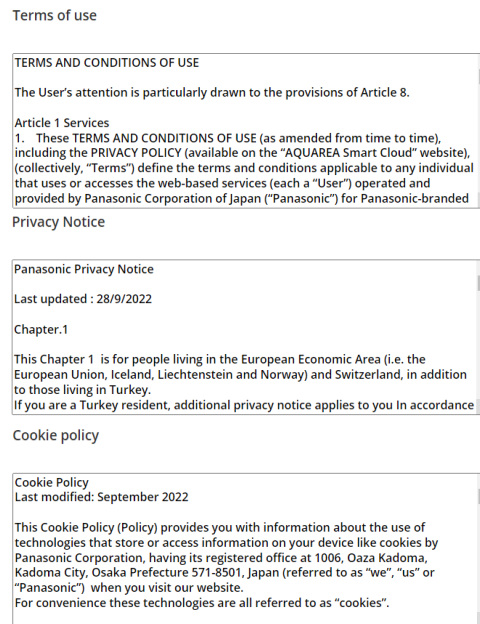 Terms of use
TERMS AND CONDITIONS OF USE
The User’s attention is particularly drawn to the provisions of Article 8.
Article 1 Services
1. These TERMS AND CONDITIONS OF USE (as amended from time to time),
including the PRIVACY POLICY (available on the “AQUAREA Smart Cloud” website),
(collectively, “Terms”) define the terms and conditions applicable to any individual
that uses or accesses the web-based services (each a “User”) operated and
provided by Panasonic Corporation of Japan (“Panasonic”) for Panasonic-branded
Privacy Notice
Panasonic Privacy Notice
Last updated : 28/9/2022
Chapter.1
This Chapter 1 is for people living in the European Economic Area (i.e. the
European Union, Iceland, Liechtenstein and Norway) and Switzerland, in addition
to those living in Turkey.
If you are a Turkey resident, additional privacy notice applies to you In accordance
Cookie policy
Cookie Policy
Last modified: September 2022
This Cookie Policy (Policy) provides you with information about the use of
technologies that store or access information on your device like cookies by
Panasonic Corporation, having its registered office at 1006, Oaza Kadoma,
Kadoma City, Osaka Prefecture 571-8501, Japan (referred to as “we”, “us” or
“Panasonic”) when you visit our website.
For convenience these technologies are all referred to as “cookies”.